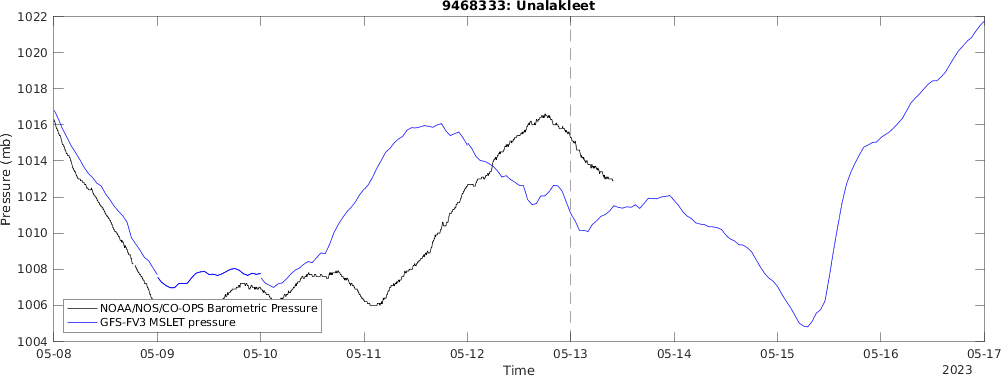 9468333: Unalakleet
1022
1020
1018
1016
1014
1012
1010
1008
1006
1004
Pressure (mb)
NOAA/NOS/CO-OPS Barometric Pressure
GFS-FV3 MSLET pressure
05-08 05-09 05-10 05-11 05-12 05-13 05-14 05-15 05-16 05-17
Time
2023